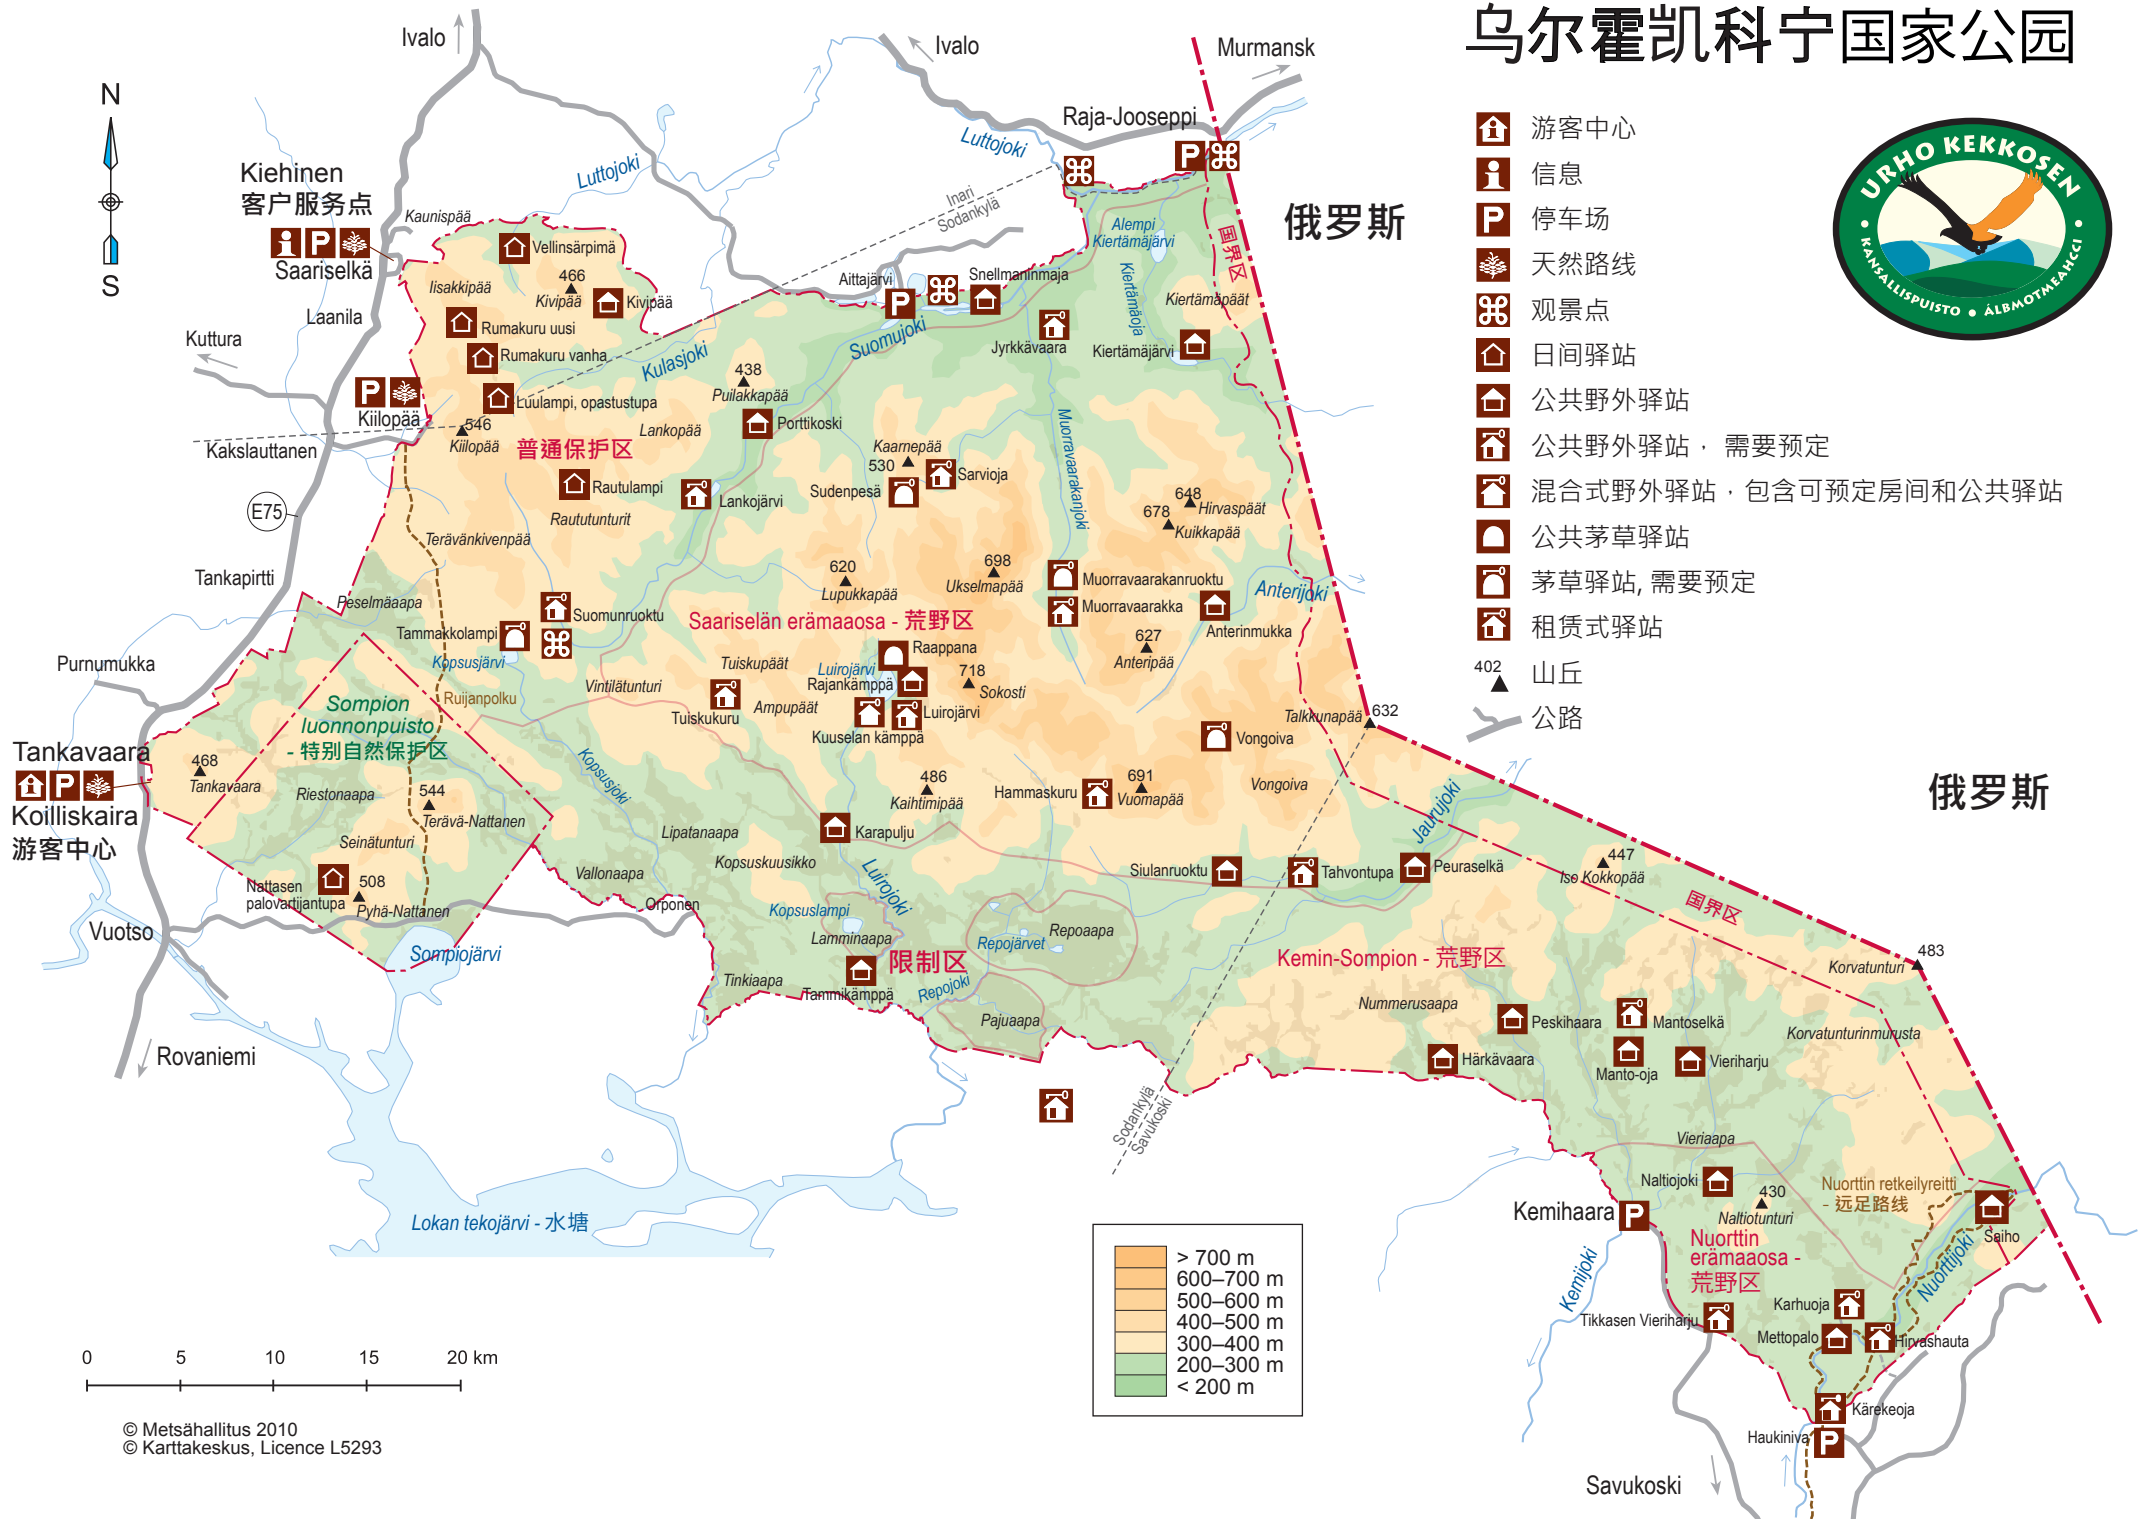 乌尔霍凯科宁国家公园
游客中心
信息
停车场
天然路线
观景点
日间驿站
公共野外驿站
公共野外驿站， 需要预定
混合式野外驿站，包含可预定房间和公共驿站
公共茅草驿站
茅草驿站, 需要预定
租赁式驿站
402
山丘
公路
URHO KEKKOSEN
KANSALLISPUISTO • ÁLBMOTMEAHCCI
N
S
Ivalo
Ivalo
Murmansk
Raja-Jooseppi
Luttojoki
Luttojoki
Inari
Sodankylä
俄罗斯
国界区
Kiehinen
客户服务点
Saariselkä
Kaunispää
Vellinsärpimä
466
Kivipää
Kivipää
Iisakkipää
Rumakuru uusi
Rumakuru vanha
Laanila
Kuttura
Luulampi, opastustupa
Kiilopää
546
Kiilopää
Kakslauttanen
E75
Tankapirtti
普通保护区
Kulasjoki
Lankopää
438
Puilakkapää
Porttikoski
Suomujoki
Aittajärvi
Snellmaninmaja
Jyrkkävaara
Alempi
Kiertämäjärvi
Kiertämäoja
Kiertämäpäät
Kiertämäjärvi
Rautulampi
Rautututunturit
Lankojärvi
Kaarnepää
530
Sarvioja
Sudenpesä
Muorravaarakanjoki
648
Hirvaspäät
678
Kuikkapää
Terävänkivenpää
Peselmäaapa
Suomunruoktu
Tammakkolampi
Kopsusjärvi
Ruijanpolku
620
Lupukkapää
698
Ukselmapää
Muorravaarakanruoktu
Muorravaarakka
Anterinmukka
Anterijoki
627
Anteripää
Saariselän erämaaosa - 荒野区
Raappana
Luirojärvi
Rajankämppä
718
Sokosti
Luirojärvi
Kuuselan kämppä
Tuiskupäät
Tuiskukuru
Ampupäät
Vintilätunturi
Purnumukka
Sompion
luonnonpuisto
- 特别自然保护区
Tankavaara
Koilliskaira
游客中心
468
Tankavaara
Riestonaapa
544
Terävä-Nattanen
Seinätunturi
Nattasen
palovartijantupa
508
Pyhä-Nattanen
Vuotso
Sompiojärvi
Rovaniemi
Kopsusjoki
Lipatanaapa
Kopsuskuusikko
Vallonaapa
Orponen
486
Kaihtimipää
Karapulju
Luirojoki
Hammaskuru
691
Vuomapää
Vongoiva
Vongoiva
Talkkunapää
632
Jaurujoki
Siulanruoktu
Tahvontupa
Peuraselkä
447
Iso Kokkopää
国界区
俄罗斯
483
Korvatunturi
Kopsuslampi
Lamminaapa
限制区
Repojärvet
Repoaapa
Tinkiaapa
Tammikämppä
Repojoki
Pajuaapa
Kemin-Sompion - 荒野区
Nummerusaapa
Peskihaara
Mantoselkä
Korvatunturinmurusta
Härkävaara
Manto-oja
Vieriharju
Sodankylä
Savukoski
Vieriaapa
Naltiojoki
430
Naltiotunturi
Nuorttin retkeilyreitti
- 远足路线
Saiho
Kemihaara
Nuorttin
erämaaosa -
荒野区
Kemijoki
Nuorttijoki
Tikkasen Vieriharju
Karhuoja
Mettopalo
Hirvashauta
Kärekeoja
Haukiniva
Savukoski
Lokan tekojärvi - 水塘
> 700 m
600–700 m
500–600 m
400–500 m
300–400 m
200–300 m
< 200 m
0 5 10 15 20 km
© Metsähallitus 2010
© Karttakeskus, Licence L5293